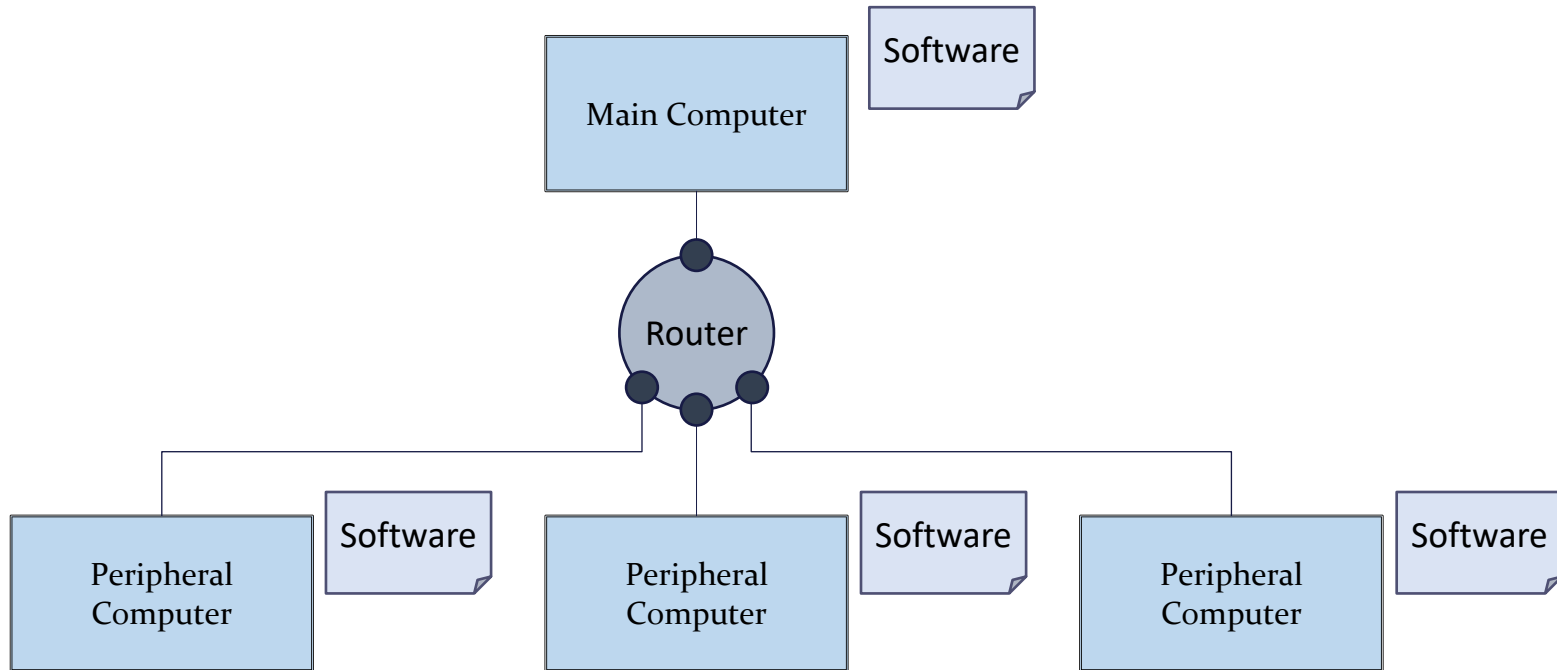 Software
Main Computer
Router
Software
Software
Software
Peripheral
Computer
Peripheral
Computer
Peripheral
Computer